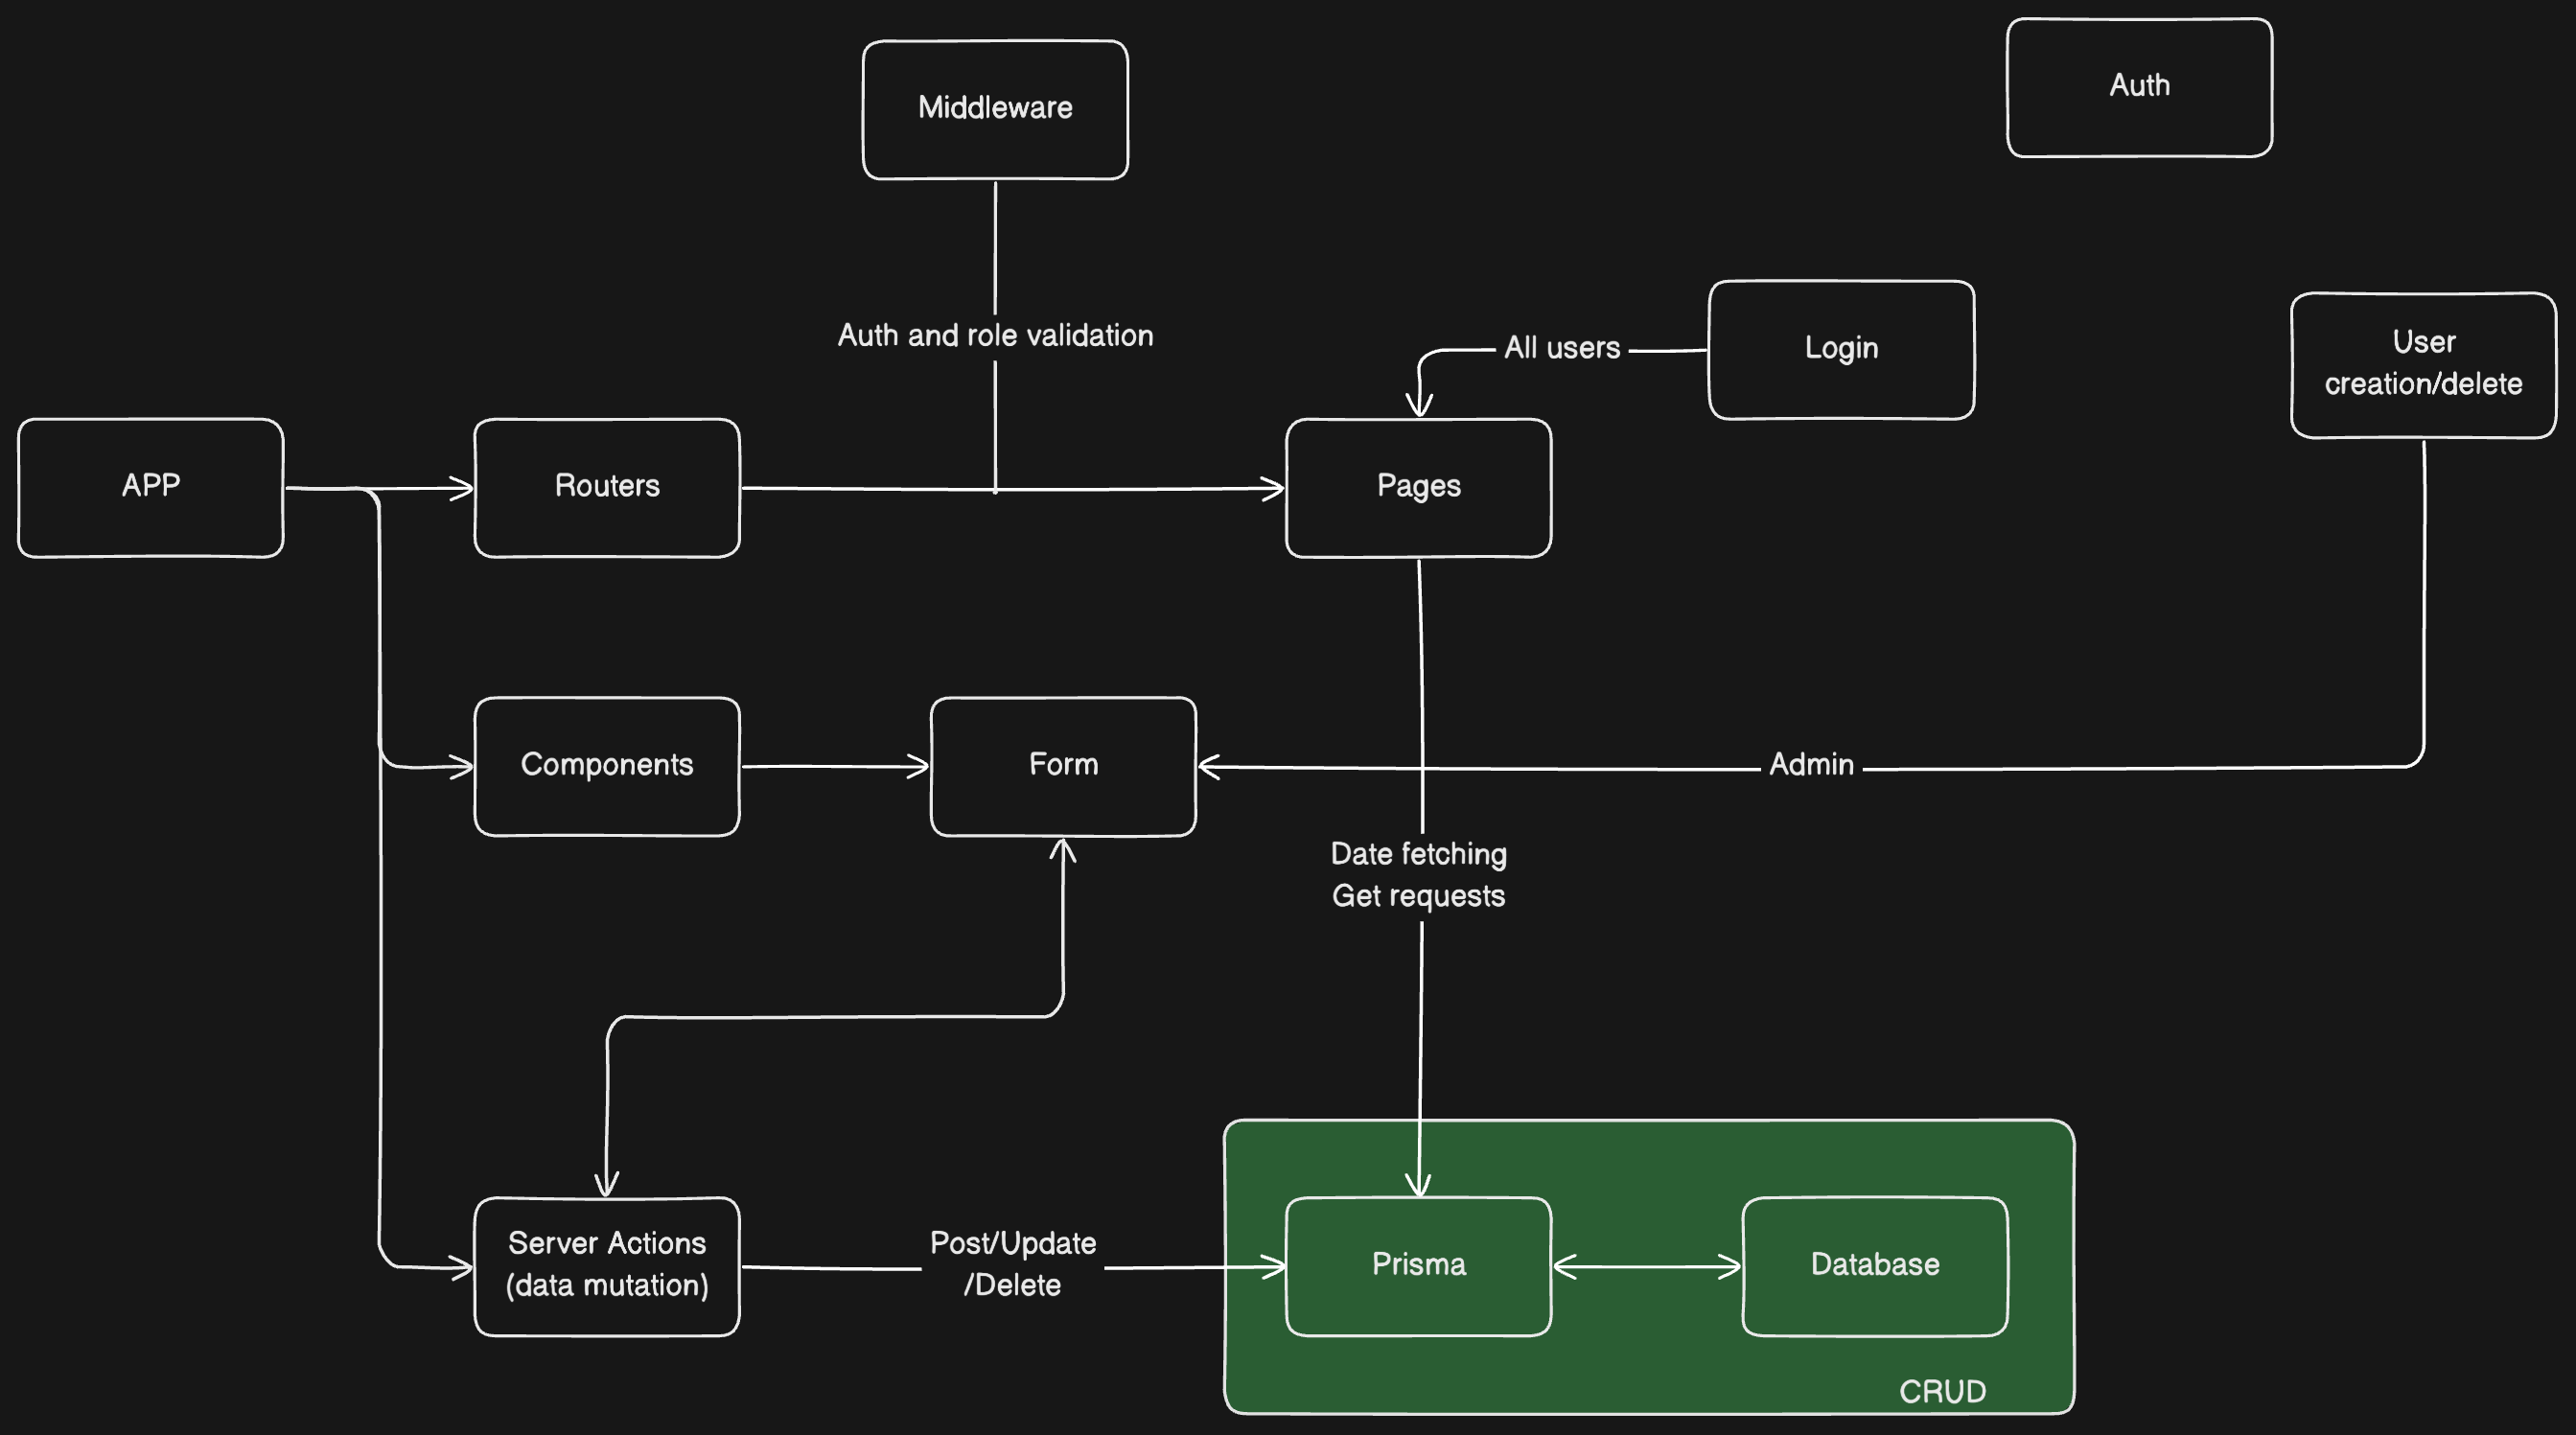 Middleware
Auth
Auth and role validation
All users
Login
User
creation/delete
APP
Routers
Pages
Components
Form
Admin
Date fetching
Get requests
Server Actions
(data mutation)
Post/Update
/Delete
Prisma
Database
CRUD